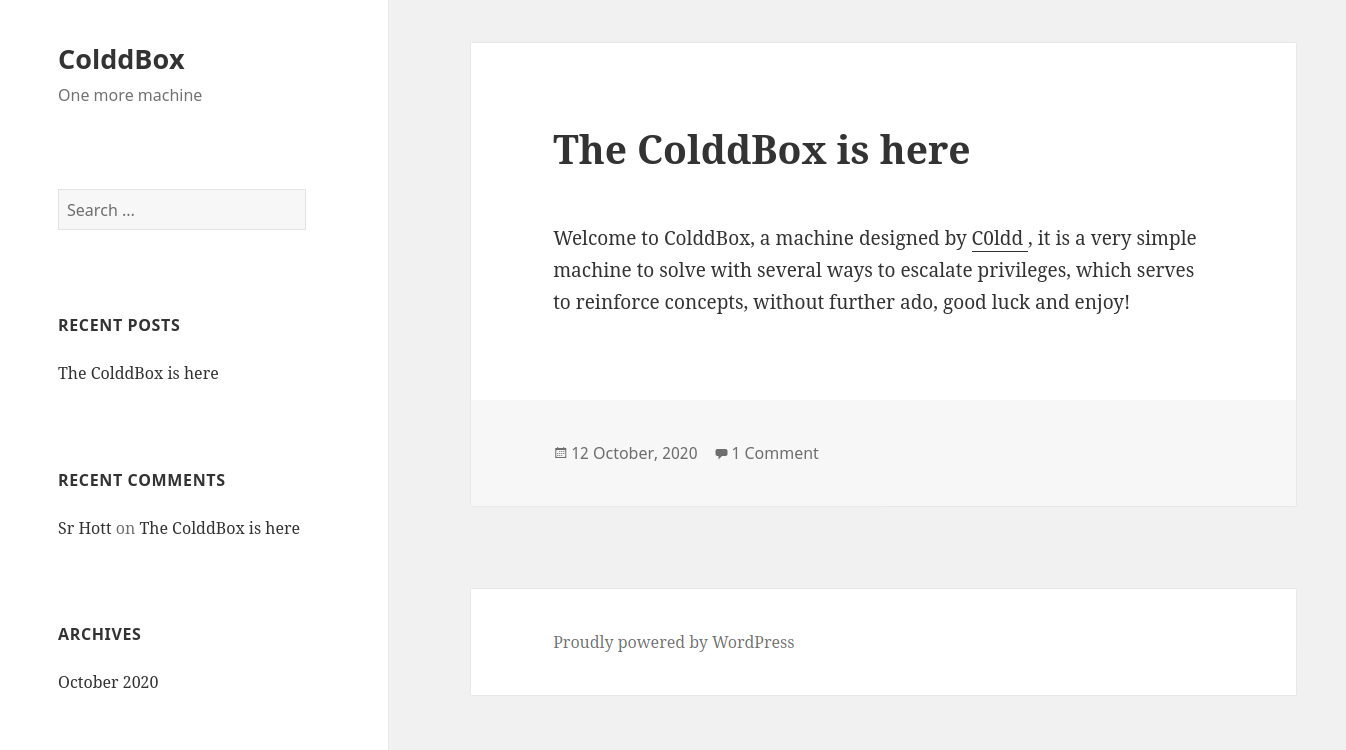 ColddBox
One more machine
Search ...
RECENT POSTS
The ColddBox is here
RECENT COMMENTS
Sr Hott on The ColddBox is here
ARCHIVES
October 2020
The ColddBox is here
Welcome to ColddBox, a machine designed by C0ldd , it is a very simple
machine to solve with several ways to escalate privileges, which serves
to reinforce concepts, without further ado, good luck and enjoy!
12 October, 2020 1 Comment
Proudly powered by WordPress